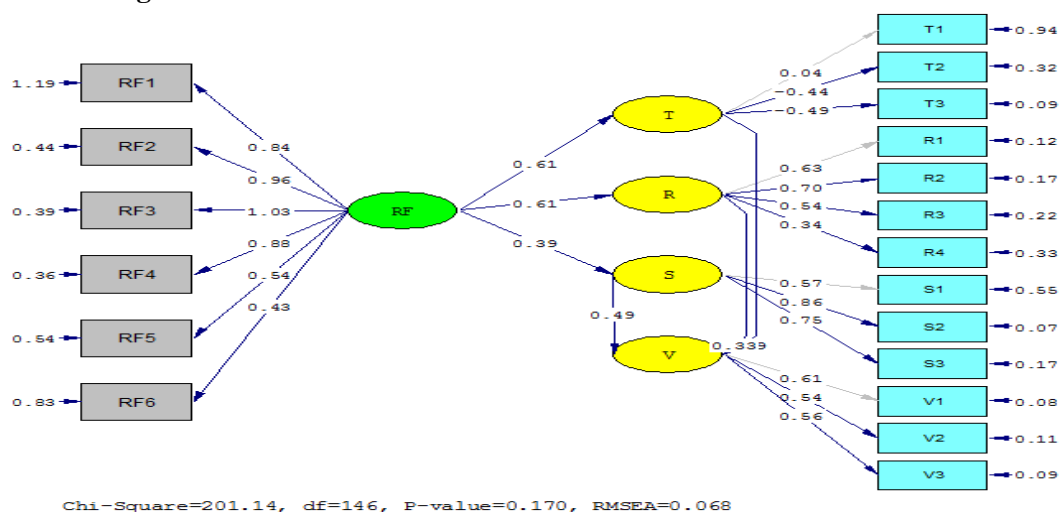 1.19 RF1
0.44 RF2
0.39 RF3
0.36 RF4
0.54 RF5
0.83 RF6
0.84
0.96
1.03
0.88
0.54
0.43
RF
0.61
0.61
0.39
T
R
S
0.49
V
0.339
0.04
-0.44
-0.49
0.63
0.70
0.54
0.34
0.57
0.86
0.75
0.61
0.54
0.56
T1 0.94
T2 0.32
T3 0.09
R1 0.12
R2 0.17
R3 0.22
R4 0.33
S1 0.55
S2 0.07
S3 0.17
V1 0.08
V2 0.11
V3 0.09
Chi-Square=201.14, df=146, P-value=0.170, RMSEA=0.068